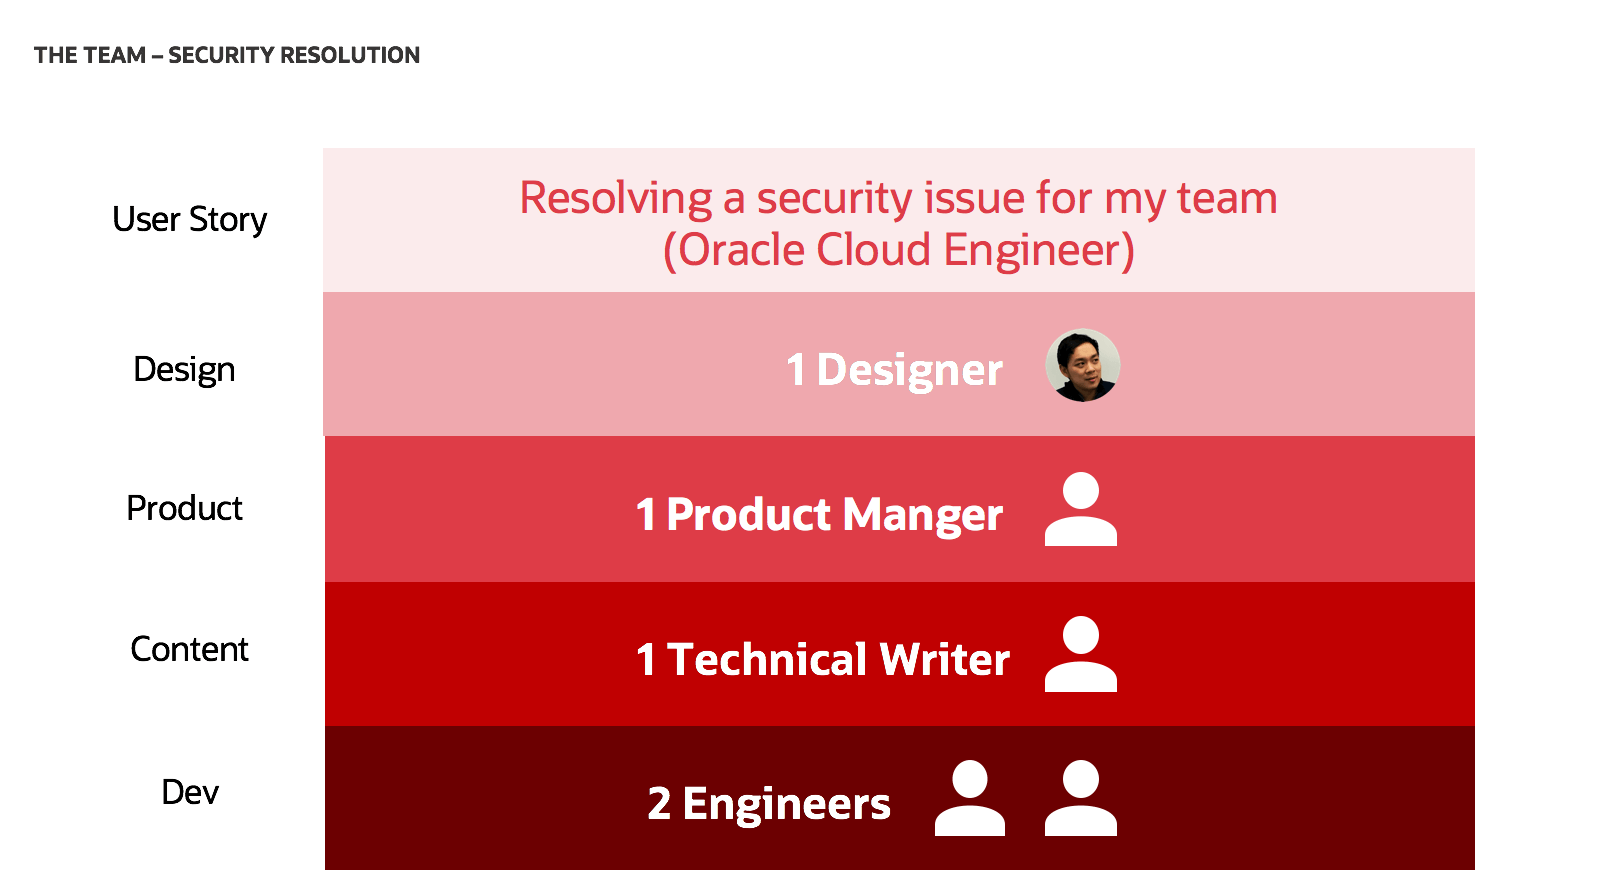 THE TEAM – SECURITY RESOLUTION
User Story
Resolving a security issue for my team
(Oracle Cloud Engineer)
Design
1 Designer
Product
1 Product Manger
Content
1 Technical Writer
Dev
2 Engineers